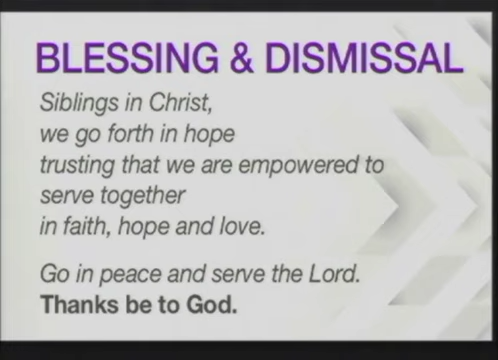 BLESSING & DISMISSAL
Siblings in Christ,
we go forth in hope
trusting that we are empowered to
serve together
in faith, hope and love.
Go in peace and serve the Lord.
Thanks be to God.